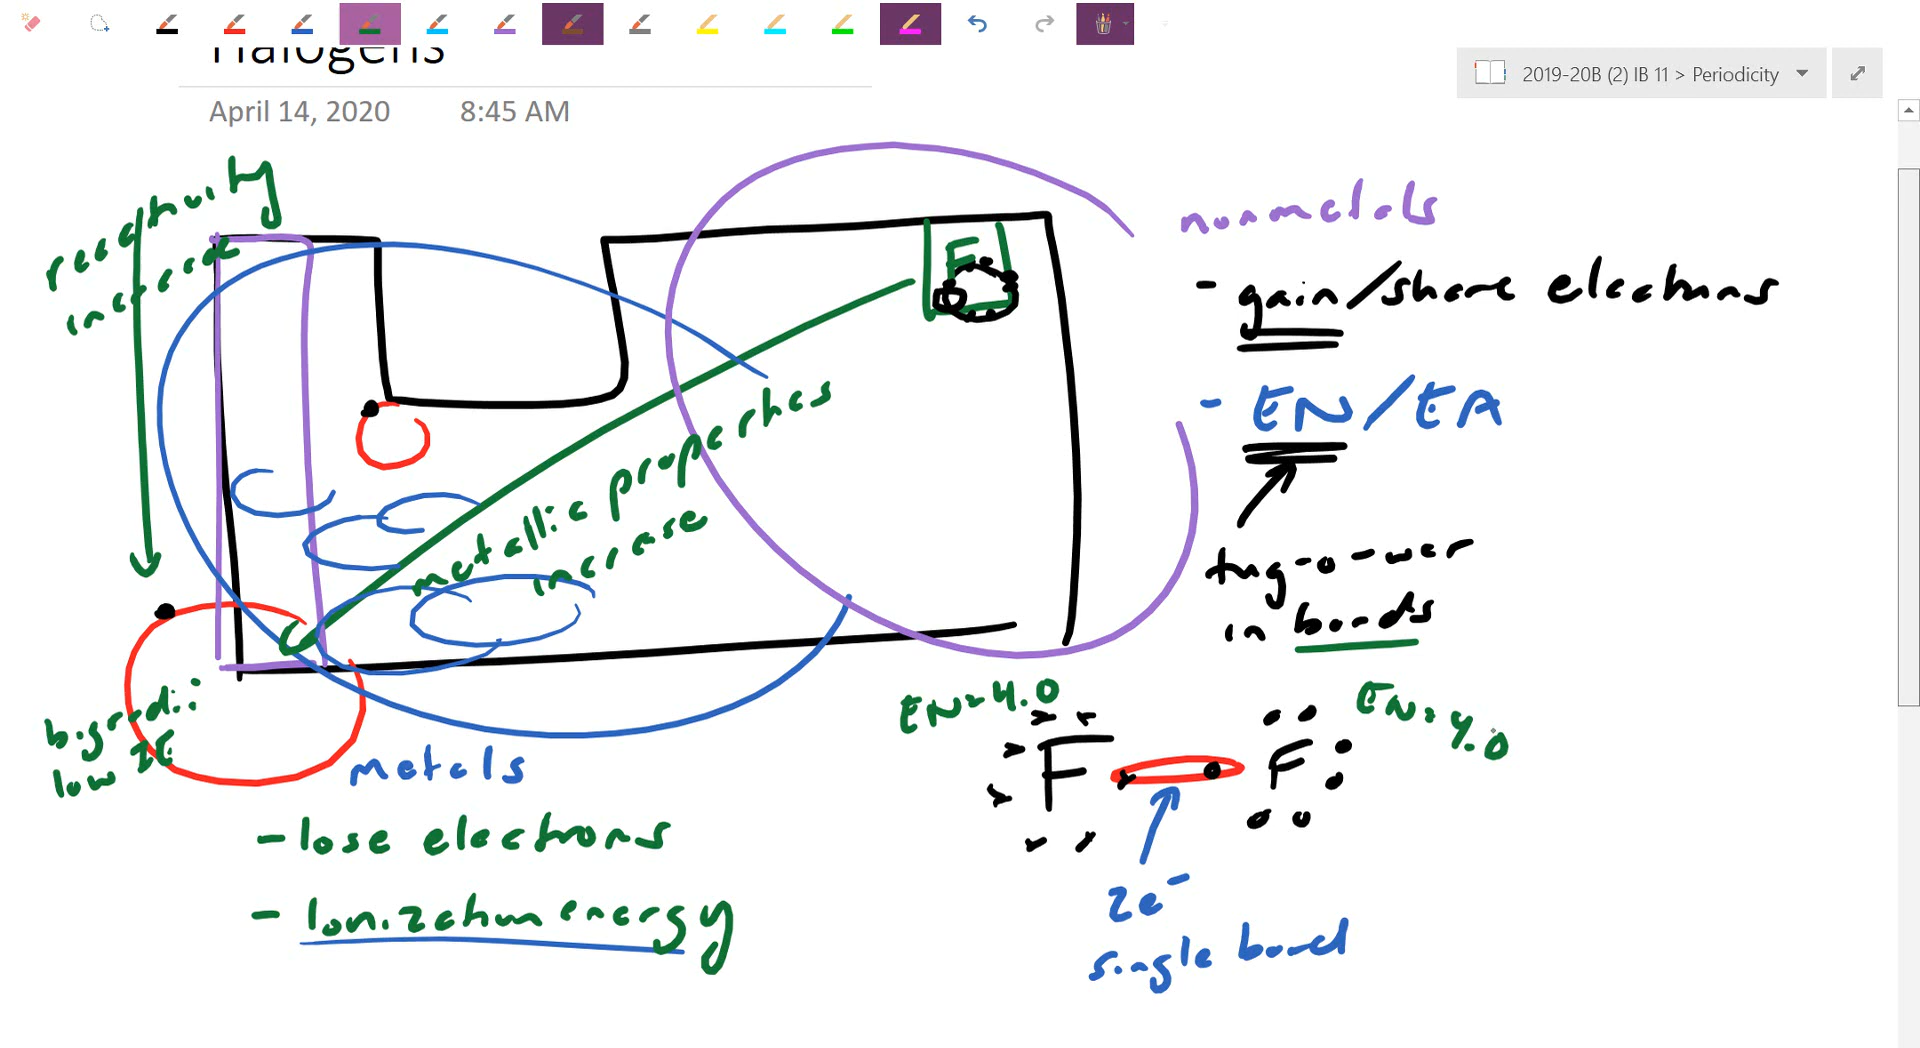 Halogens
2019-20B (2) IB 11 > Periodicity
April 14, 2020 8:45 AM
reactivity
increase
F
nonmetals
- gain/share electrons
- EN/EA
metallic properties
increase
tug-o-war
in bonds
big radii
low IE
metals
- lose electrons
- Ionization energy
EN=4.0
EN=4.0
F F
2e-
single bond